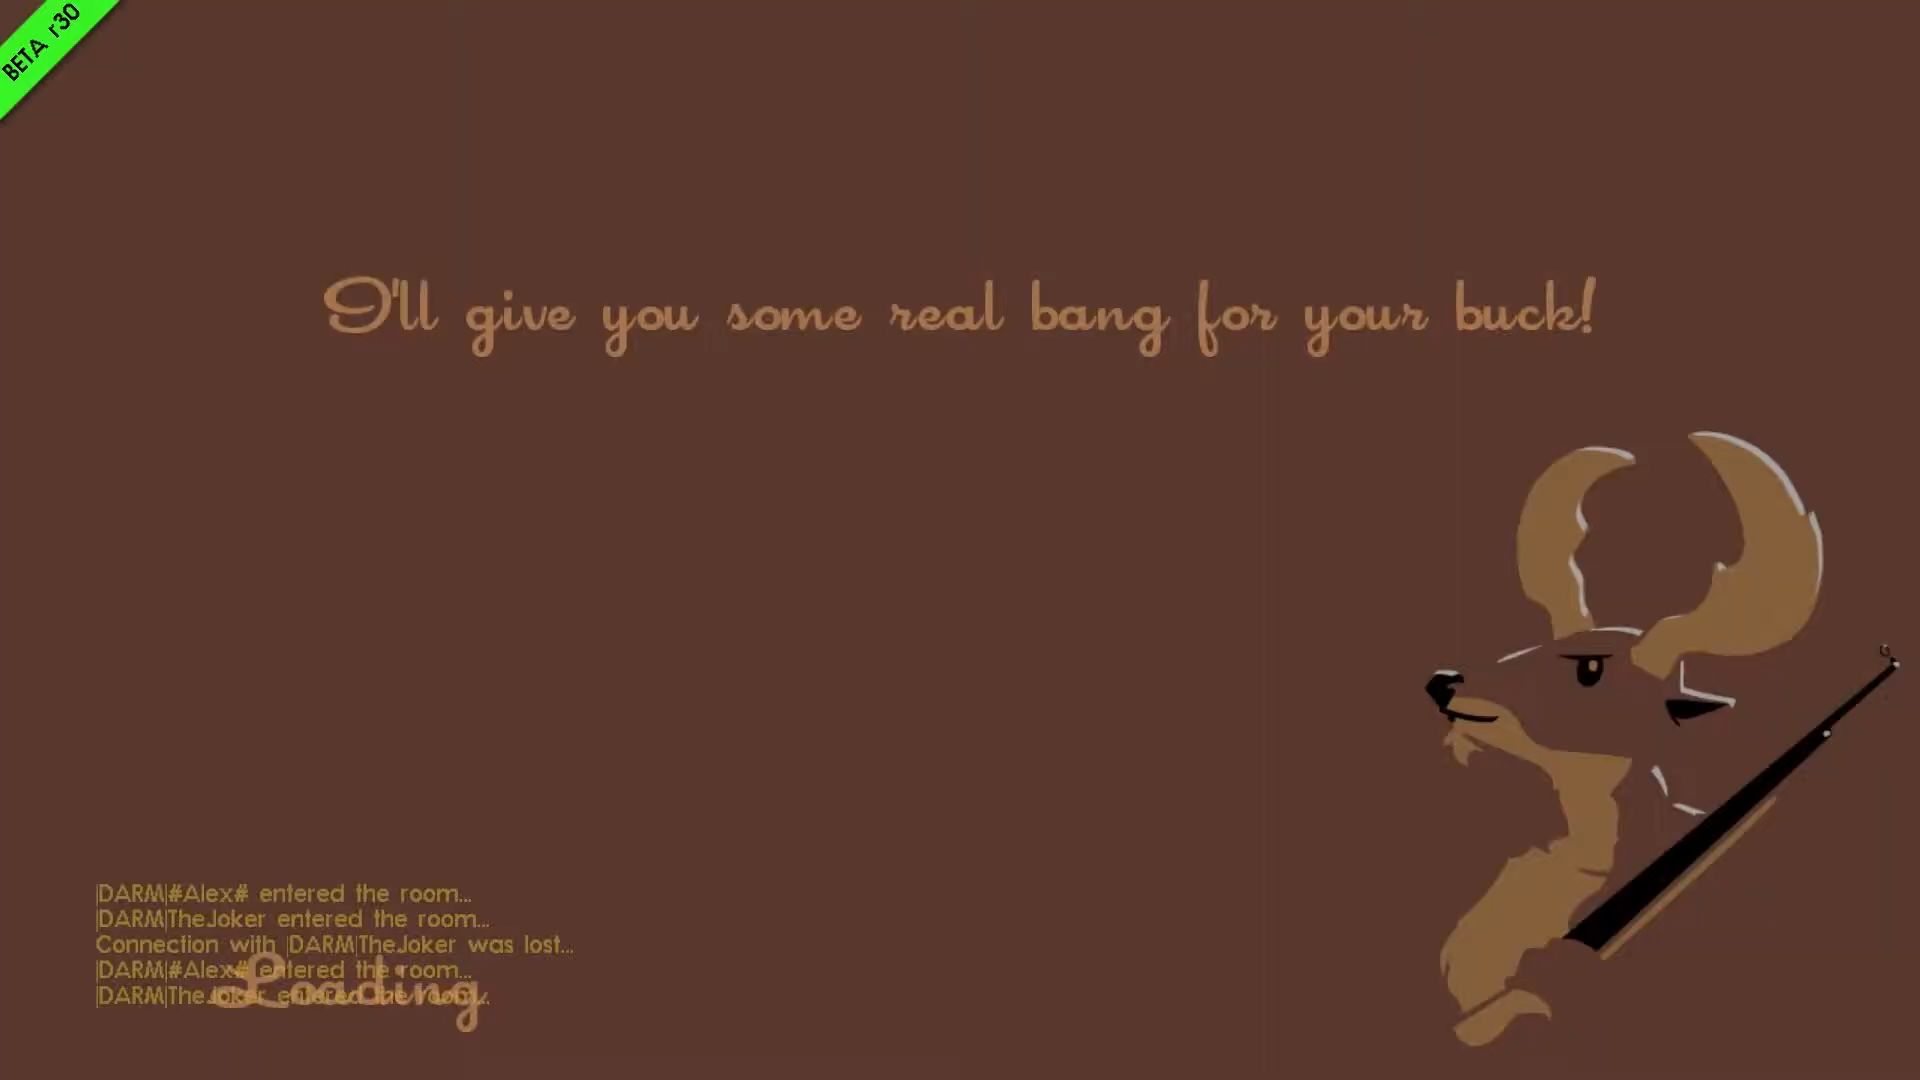 BETA r30
I'll give you some real bang for your buck!
|DARM|#Alex# entered the room...
|DARM|TheJoker entered the room...
Connection with |DARM|TheJoker was lost...
|DARM|#Alex# entered the room...
|DARM|TheJoker entered the room...
Loading